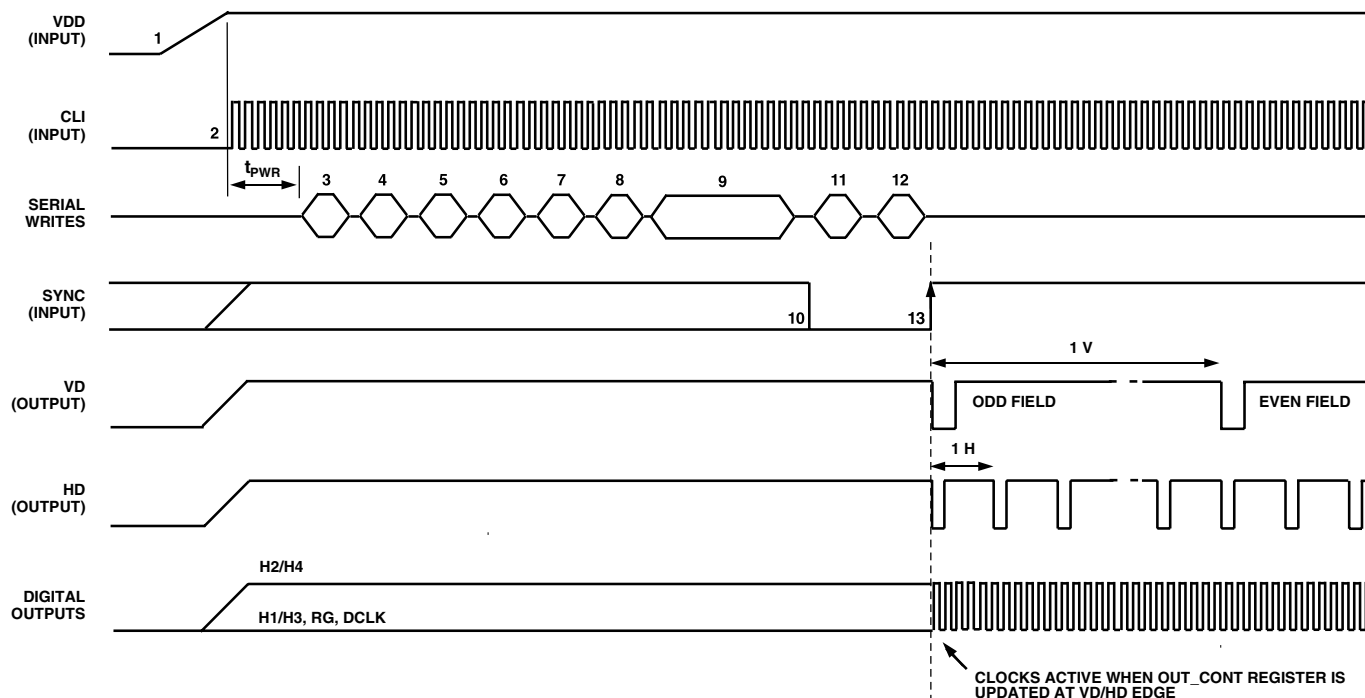 VDD
(INPUT)
1
CLI
(INPUT)
2
tPWR
SERIAL
WRITES
3 4 5 6 7 8 9 11 12
SYNC
(INPUT)
10
13
1 V
VD
(OUTPUT)
ODD FIELD
EVEN FIELD
1 H
HD
(OUTPUT)
H2/H4
DIGITAL
OUTPUTS
H1/H3, RG, DCLK
CLOCKS ACTIVE WHEN OUT_CONT REGISTER IS
UPDATED AT VD/HD EDGE